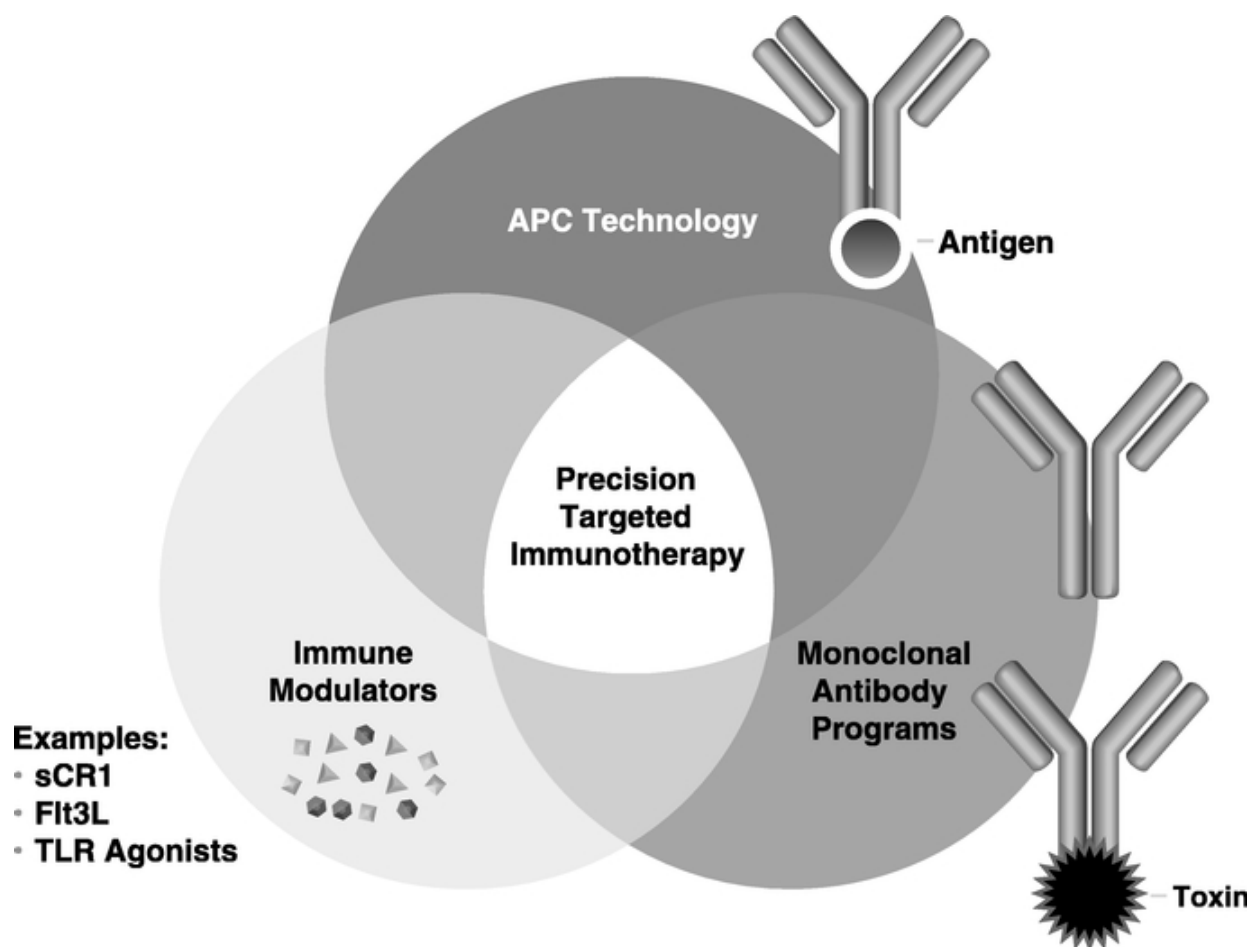 APC Technology
Antigen
Precision
Targeted
Immunotherapy
Immune
Modulators
Monoclonal
Antibody
Programs
Examples:
• sCR1
• Flt3L
• TLR Agonists
Toxin